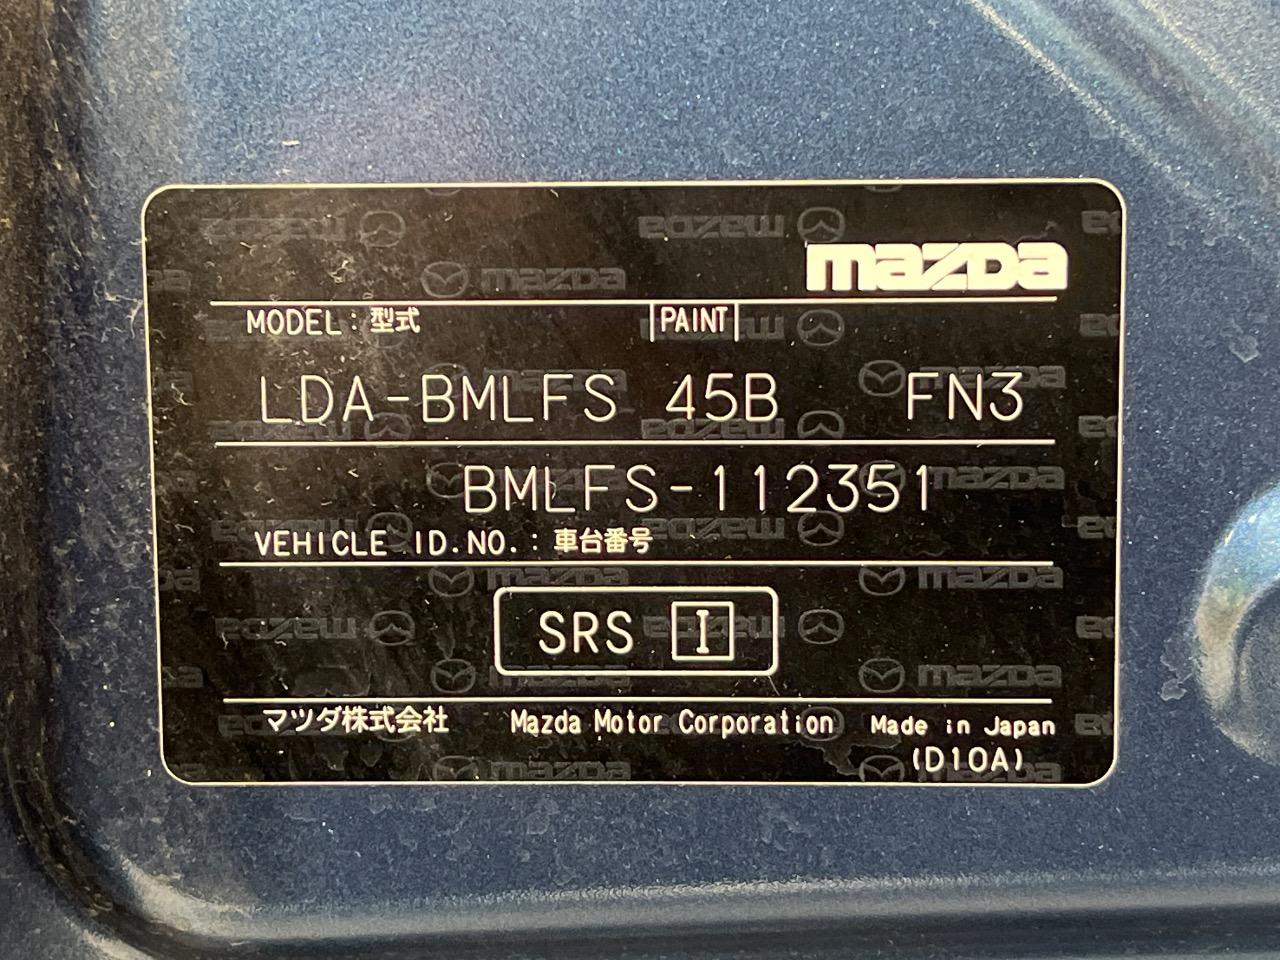 mazda
MODEL : 型式 PAINT
LDA-BMLFS 45B FN3
BMLFS-112351
VEHICLE ID.NO. : 車台番号
SRS I
マツダ株式会社 Mazda Motor Corporation Made in Japan
(D10A)